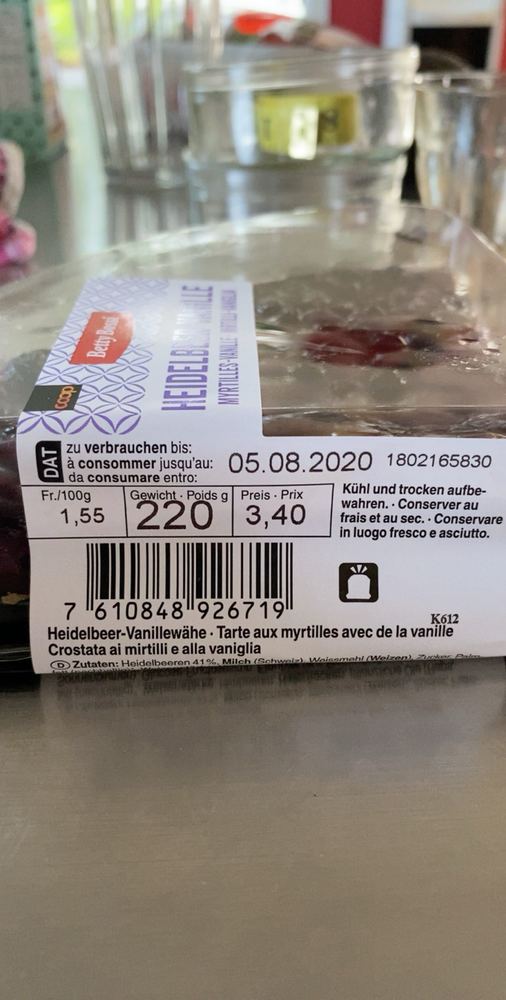 Betty Bossi
coop
HEIDELBEER-VANILLE
MYRTILLES-VANILLE
DAT
zu verbrauchen bis:
à consommer jusqu'au:
da consumare entro:
05.08.2020 1802165830
Fr./100g
1,55
Gewicht · Poids g
220
Preis · Prix
3,40
Kühl und trocken aufbe-
wahren. · Conserver au
frais et au sec. · Conservare
in luogo fresco e asciutto.
7 610848 926719
K612
Heidelbeer-Vanillewähe · Tarte aux myrtilles avec de la vanille
Crostata ai mirtilli e alla vaniglia
D Zutaten: Heidelbeeren 41%, Milch (Schweiz), Weissmehl (Weizen), Zucker, Palm